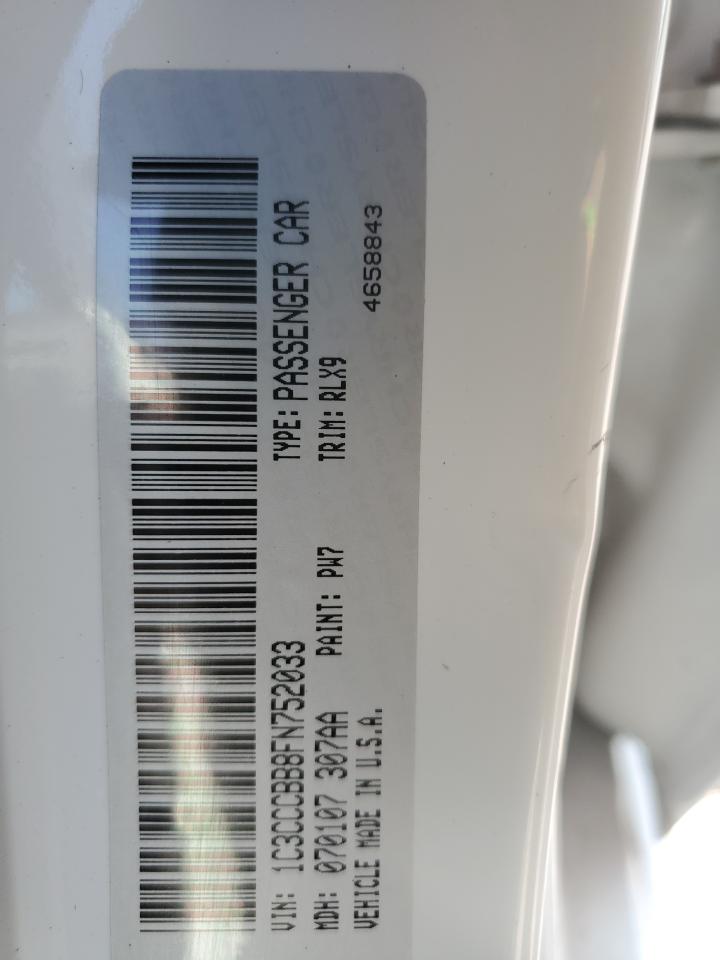 VIN: 1C3CCCBB8FN752033 TYPE: PASSENGER CAR
MDH: 070107 307AA PAINT: PW7 TRIM: RLX9
VEHICLE MADE IN U.S.A. 4658843